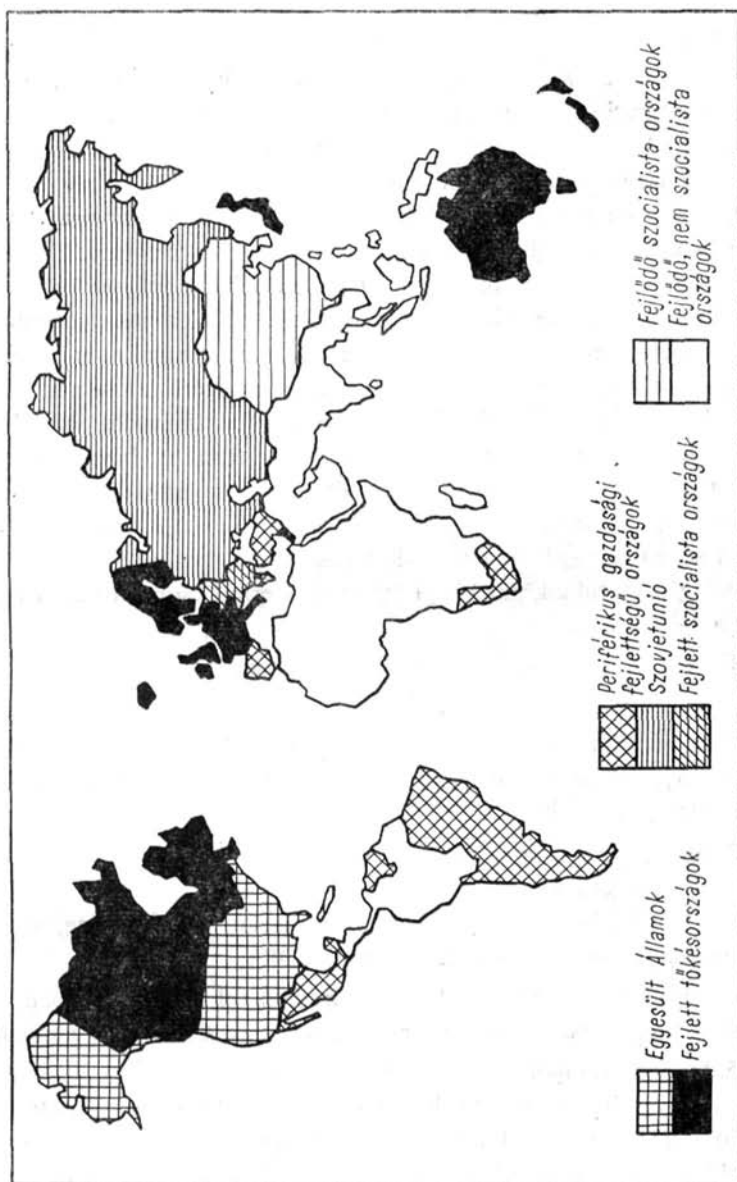 Egyesült Államok
Fejlett tőkésországok
Periférikus gazdasági
fejlettségű országok
Szovjetunió
Fejlett szocialista országok
Fejlődő szocialista országok
Fejlődő, nem szocialista
országok